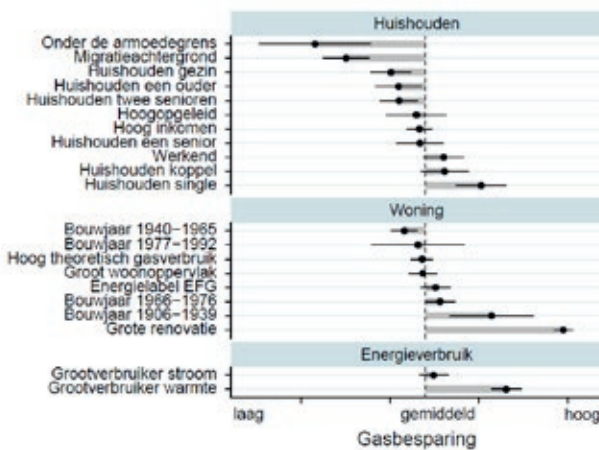 Huishouden
Onder de armoedegrens
Migratieachtergrond
Huishouden gezin
Huishouden een ouder
Huishouden twee senioren
Hoogopgeleid
Hoog inkomen
Huishouden een senior
Werkend
Huishouden koppel
Huishouden single
Woning
Bouwjaar 1940–1965
Bouwjaar 1977–1992
Hoog theoretisch gasverbruik
Groot woonoppervlak
Energielabel EFG
Bouwjaar 1966–1976
Bouwjaar 1906–1939
Grote renovatie
Energieverbruik
Grootverbruiker stroom
Grootverbruiker warmte
laag gemiddeld hoog
Gasbesparing